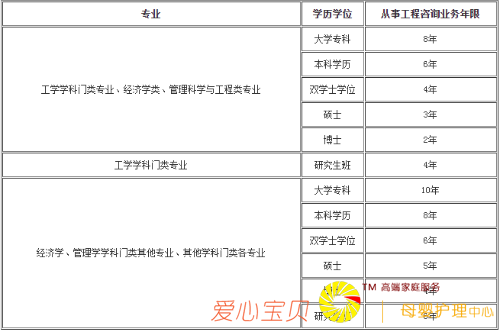 专业 学历学位 从事工程咨询业务年限
大学专科 8年
本科学历 6年
工学学科门类专业、经济学类、管理科学与工程类专业 双学士学位 4年
硕士 3年
博士 2年
工学学科门类专业 研究生班 4年
大学专科 10年
本科学历 8年
双学士学位 6年
经济学、管理学学科门类其他专业、其他学科门类各专业
硕士 5年
TM 高端家庭服务
4年
爱心宝贝 母婴护理中心
研究